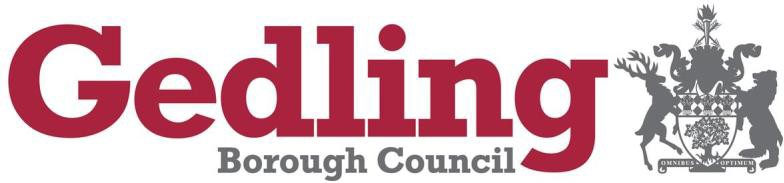 Gedling
Borough Council
OMNIBUS OPTIMUM